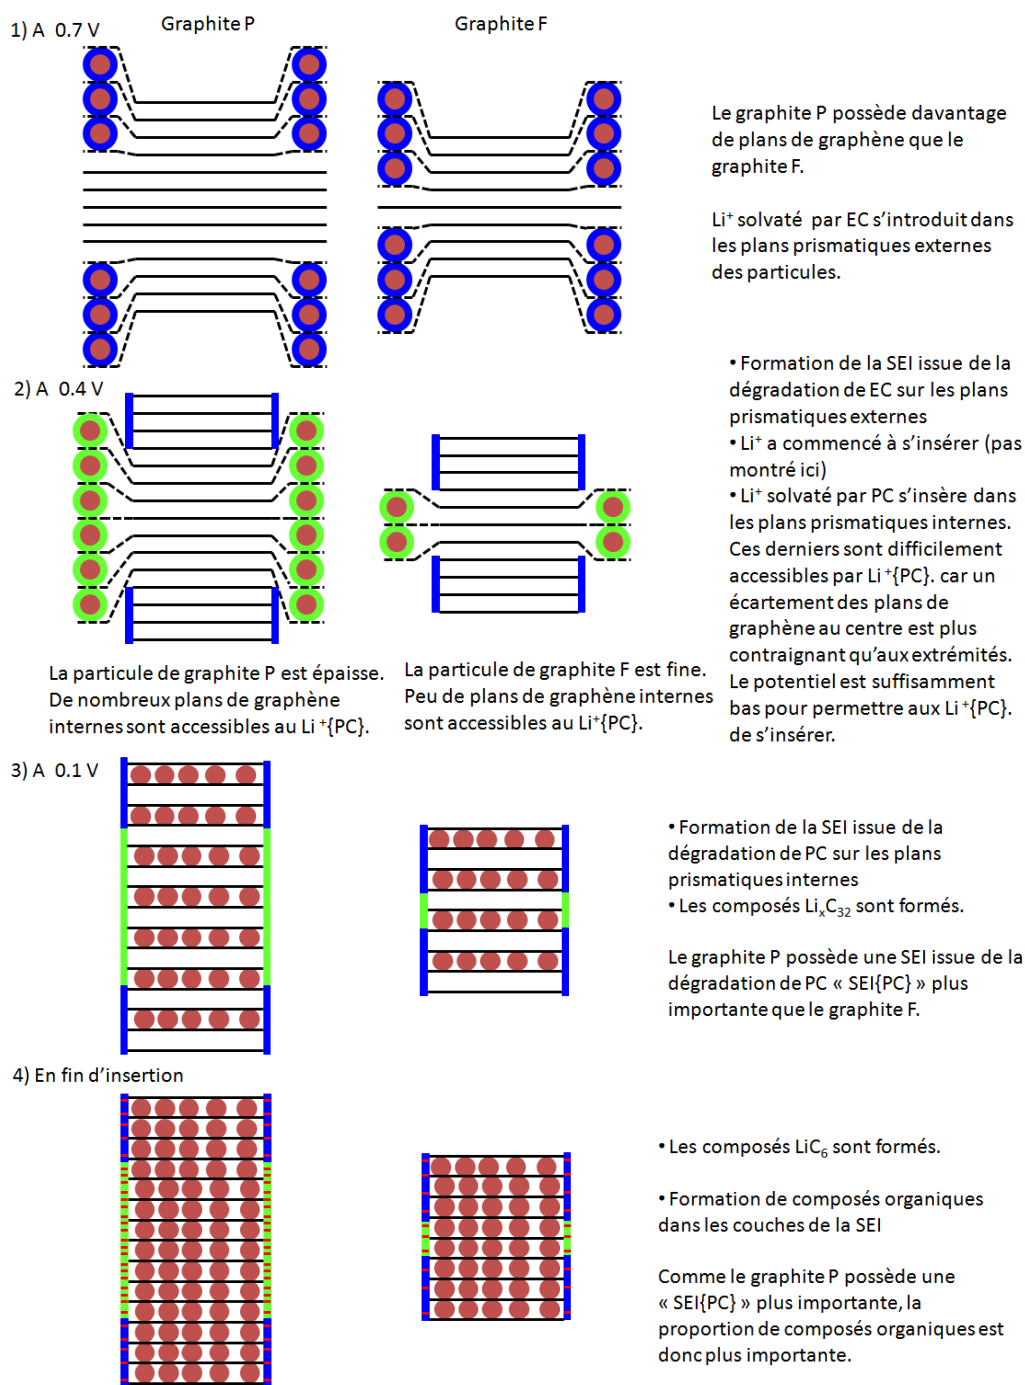 1) A 0.7 V
Graphite P
Graphite F
Le graphite P possède davantage
de plans de graphène que le
graphite F.
Li⁺ solvaté par EC s'introduit dans
les plans prismatiques externes
des particules.
2) A 0.4 V
• Formation de la SEI issue de la
dégradation de EC sur les plans
prismatiques externes
• Li⁺ a commencé à s'insérer (pas
montré ici)
• Li⁺ solvaté par PC s'insère dans
les plans prismatiques internes.
Ces derniers sont difficilement
accessibles par Li⁺{PC}. car un
écartement des plans de
graphène au centre est plus
contraignant qu'aux extrémités.
Le potentiel est suffisamment
bas pour permettre aux Li⁺{PC}.
de s'insérer.
La particule de graphite P est épaisse.
De nombreux plans de graphène
internes sont accessibles au Li⁺{PC}.
La particule de graphite F est fine.
Peu de plans de graphène internes
sont accessibles au Li⁺{PC}.
3) A 0.1 V
• Formation de la SEI issue de la
dégradation de PC sur les plans
prismatiques internes
• Les composés LiₓC₃₂ sont formés.
Le graphite P possède une SEI issue de la
dégradation de PC « SEI{PC} » plus
importante que le graphite F.
4) En fin d'insertion
• Les composés LiC₆ sont formés.
• Formation de composés organiques
dans les couches de la SEI
Comme le graphite P possède une
« SEI{PC} » plus importante, la
proportion de composés organiques est
donc plus importante.